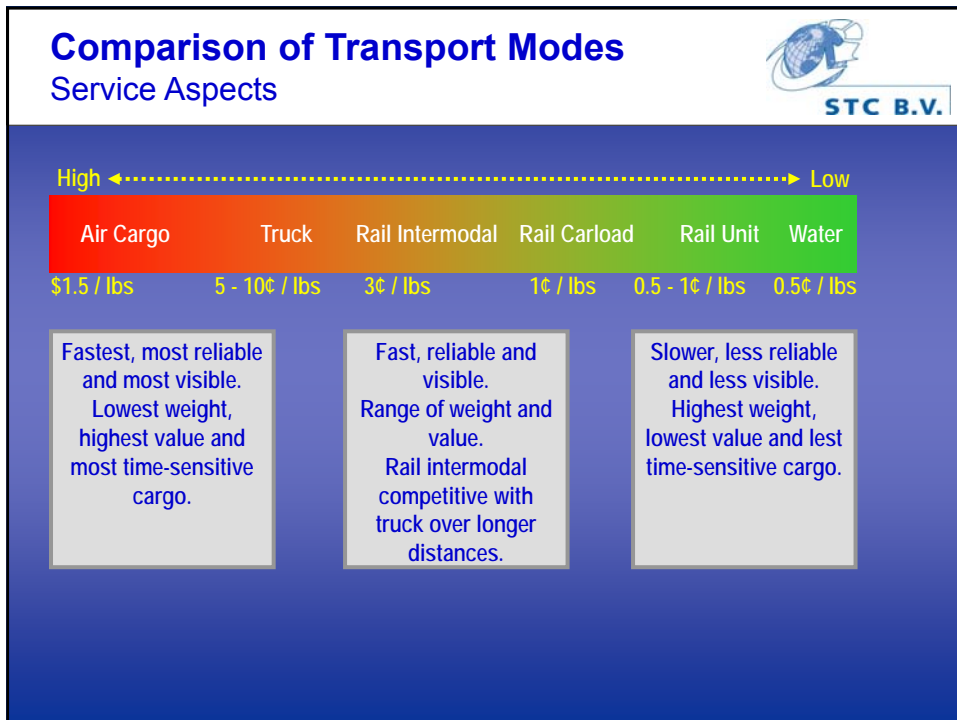 Comparison of Transport Modes
Service Aspects
STC B.V.
High
Low
Air Cargo Truck Rail Intermodal Rail Carload Rail Unit Water
$1.5 / lbs 5 - 10¢ / lbs 3¢ / lbs 1¢ / lbs 0.5 - 1¢ / lbs 0.5¢ / lbs
Fastest, most reliable
and most visible.
Lowest weight,
highest value and
most time-sensitive
cargo.
Fast, reliable and
visible.
Range of weight and
value.
Rail intermodal
competitive with
truck over longer
distances.
Slower, less reliable
and less visible.
Highest weight,
lowest value and lest
time-sensitive cargo.